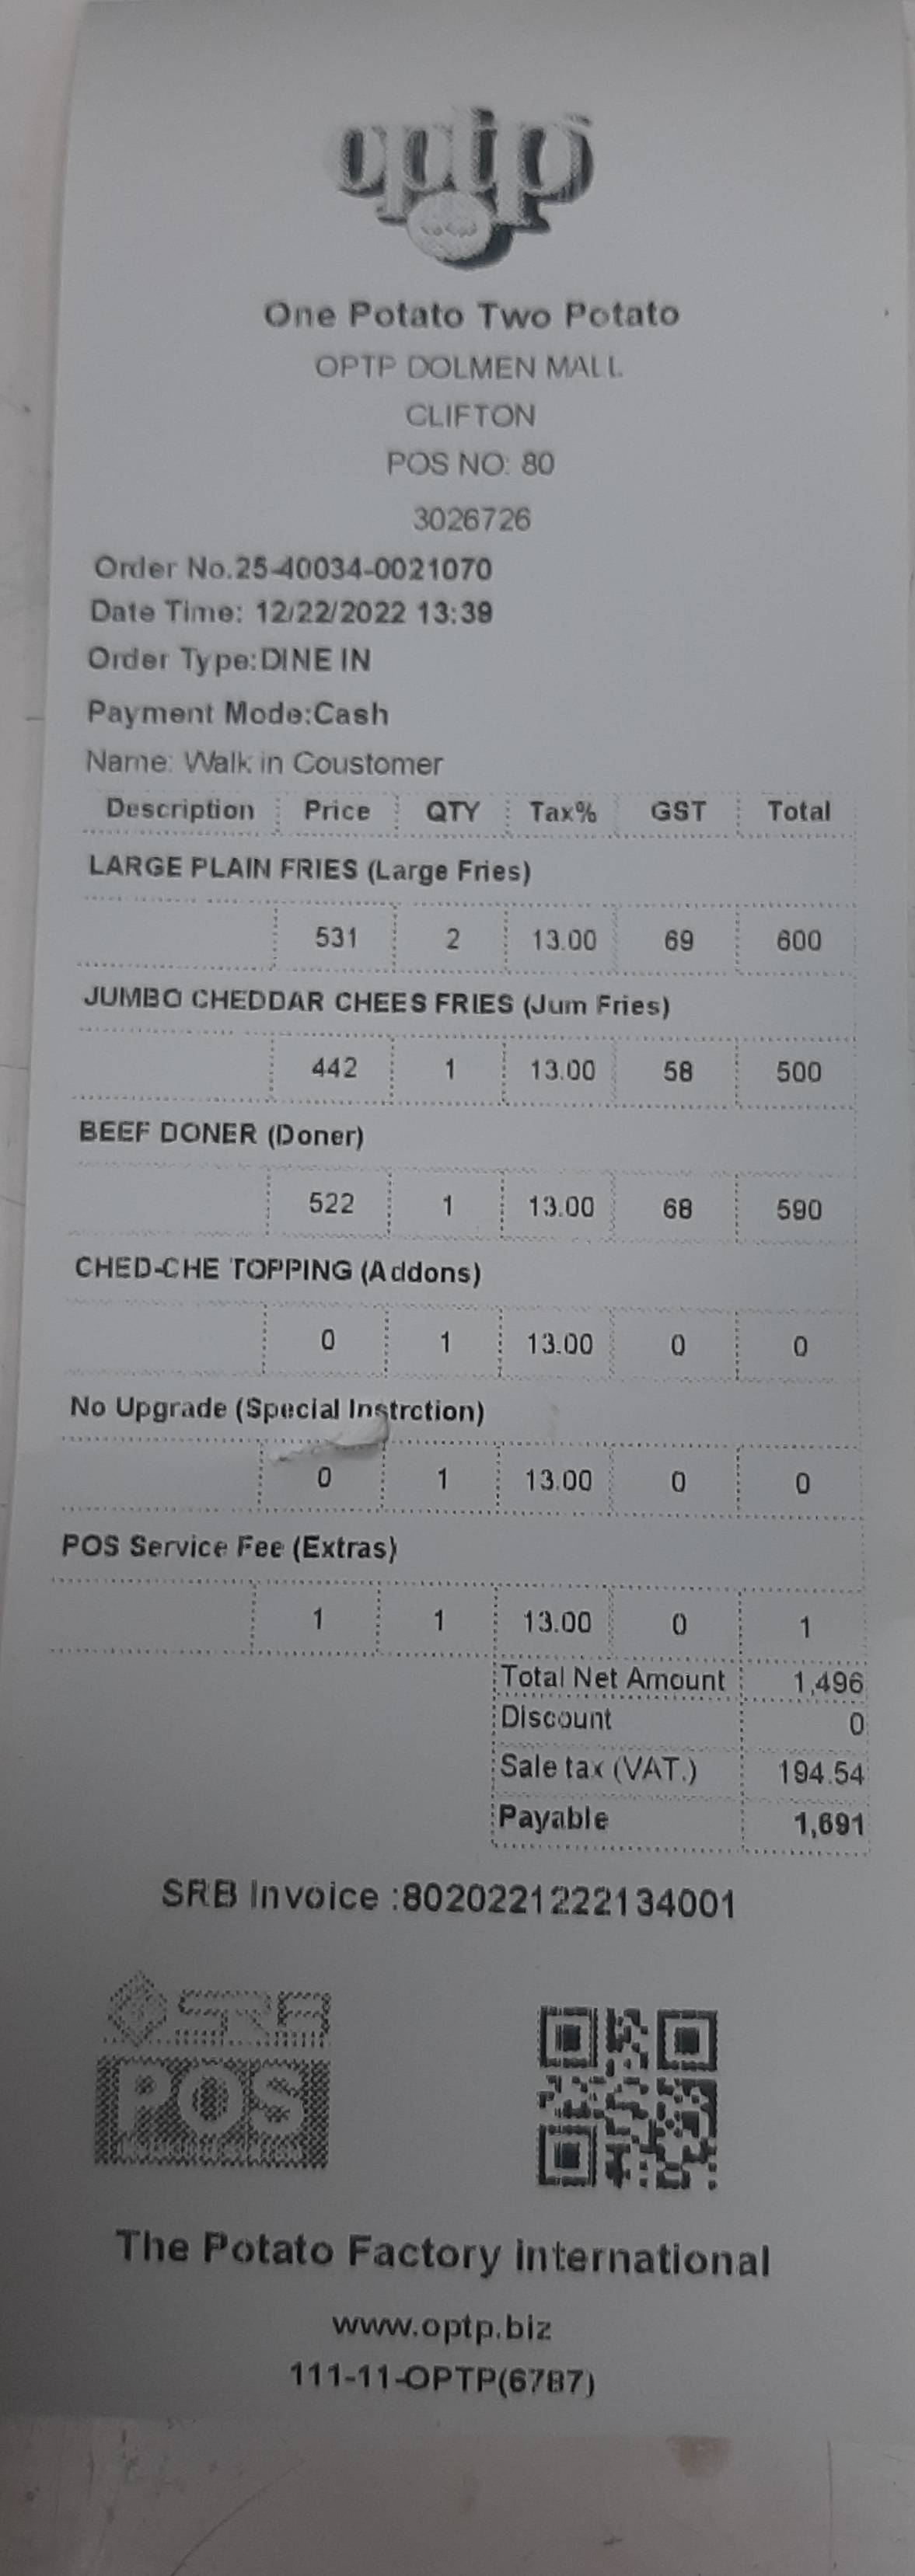 optp
One Potato Two Potato
OPTP DOLMEN MALL
CLIFTON
POS NO: 80
3026726
Order No.25-40034-0021070
Date Time: 12/22/2022 13:39
Order Type:DINE IN
Payment Mode:Cash
Name: Walk in Coustomer
Description Price QTY Tax% GST Total
LARGE PLAIN FRIES (Large Fries)
531 2 13.00 69 600
JUMBO CHEDDAR CHEES FRIES (Jum Fries)
442 1 13.00 58 500
BEEF DONER (Doner)
522 1 13.00 68 590
CHED-CHE TOPPING (Addons)
0 1 13.00 0 0
No Upgrade (Special Instrction)
0 1 13.00 0 0
POS Service Fee (Extras)
1 1 13.00 0 1
Total Net Amount 1,496
Discount 0
Sale tax (VAT.) 194.54
Payable 1,691
SRB Invoice :8020221222134001
POS
The Potato Factory International
www.optp.biz
111-11-OPTP(6787)